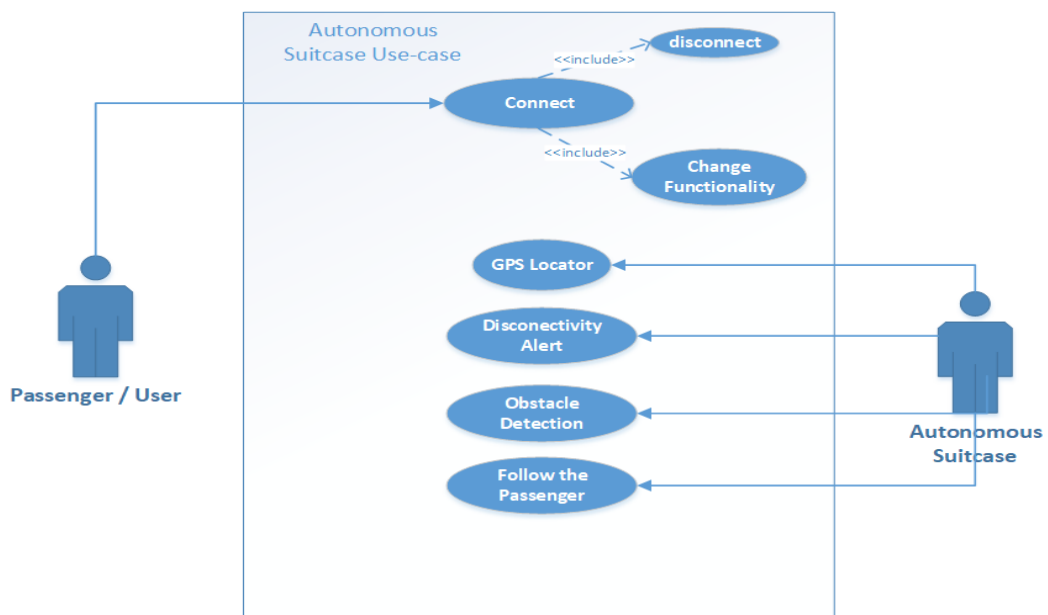 Autonomous
Suitcase Use-case
disconnect
<<include>>
Connect
<<include>>
Change
Functionality
GPS Locator
Disconectivity
Alert
Passenger / User
Obstacle
Detection
Autonomous
Suitcase
Follow the
Passenger